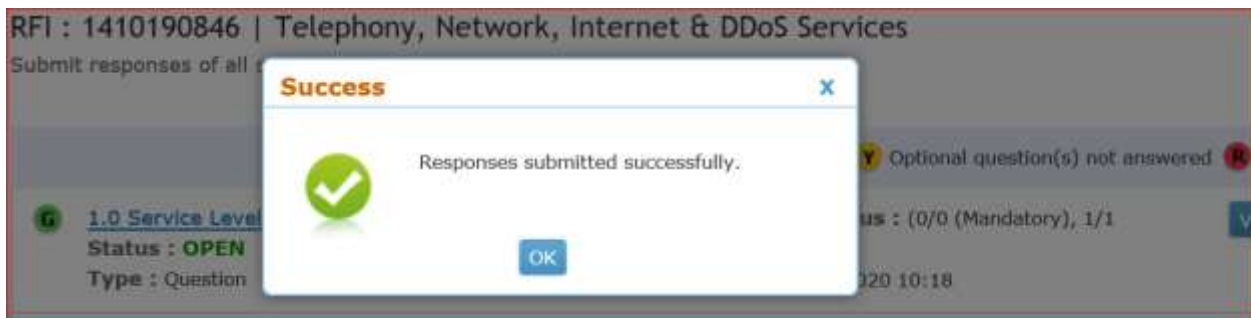 RFI : 1410190846 | Telephony, Network, Internet & DDoS Services
Submit responses of all
Success x
Responses submitted successfully.
Y Optional question(s) not answered R
G 1.0 Service Level us : (0/0 (Mandatory), 1/1 V
Status : OPEN
Type : Question 020 10:18
OK